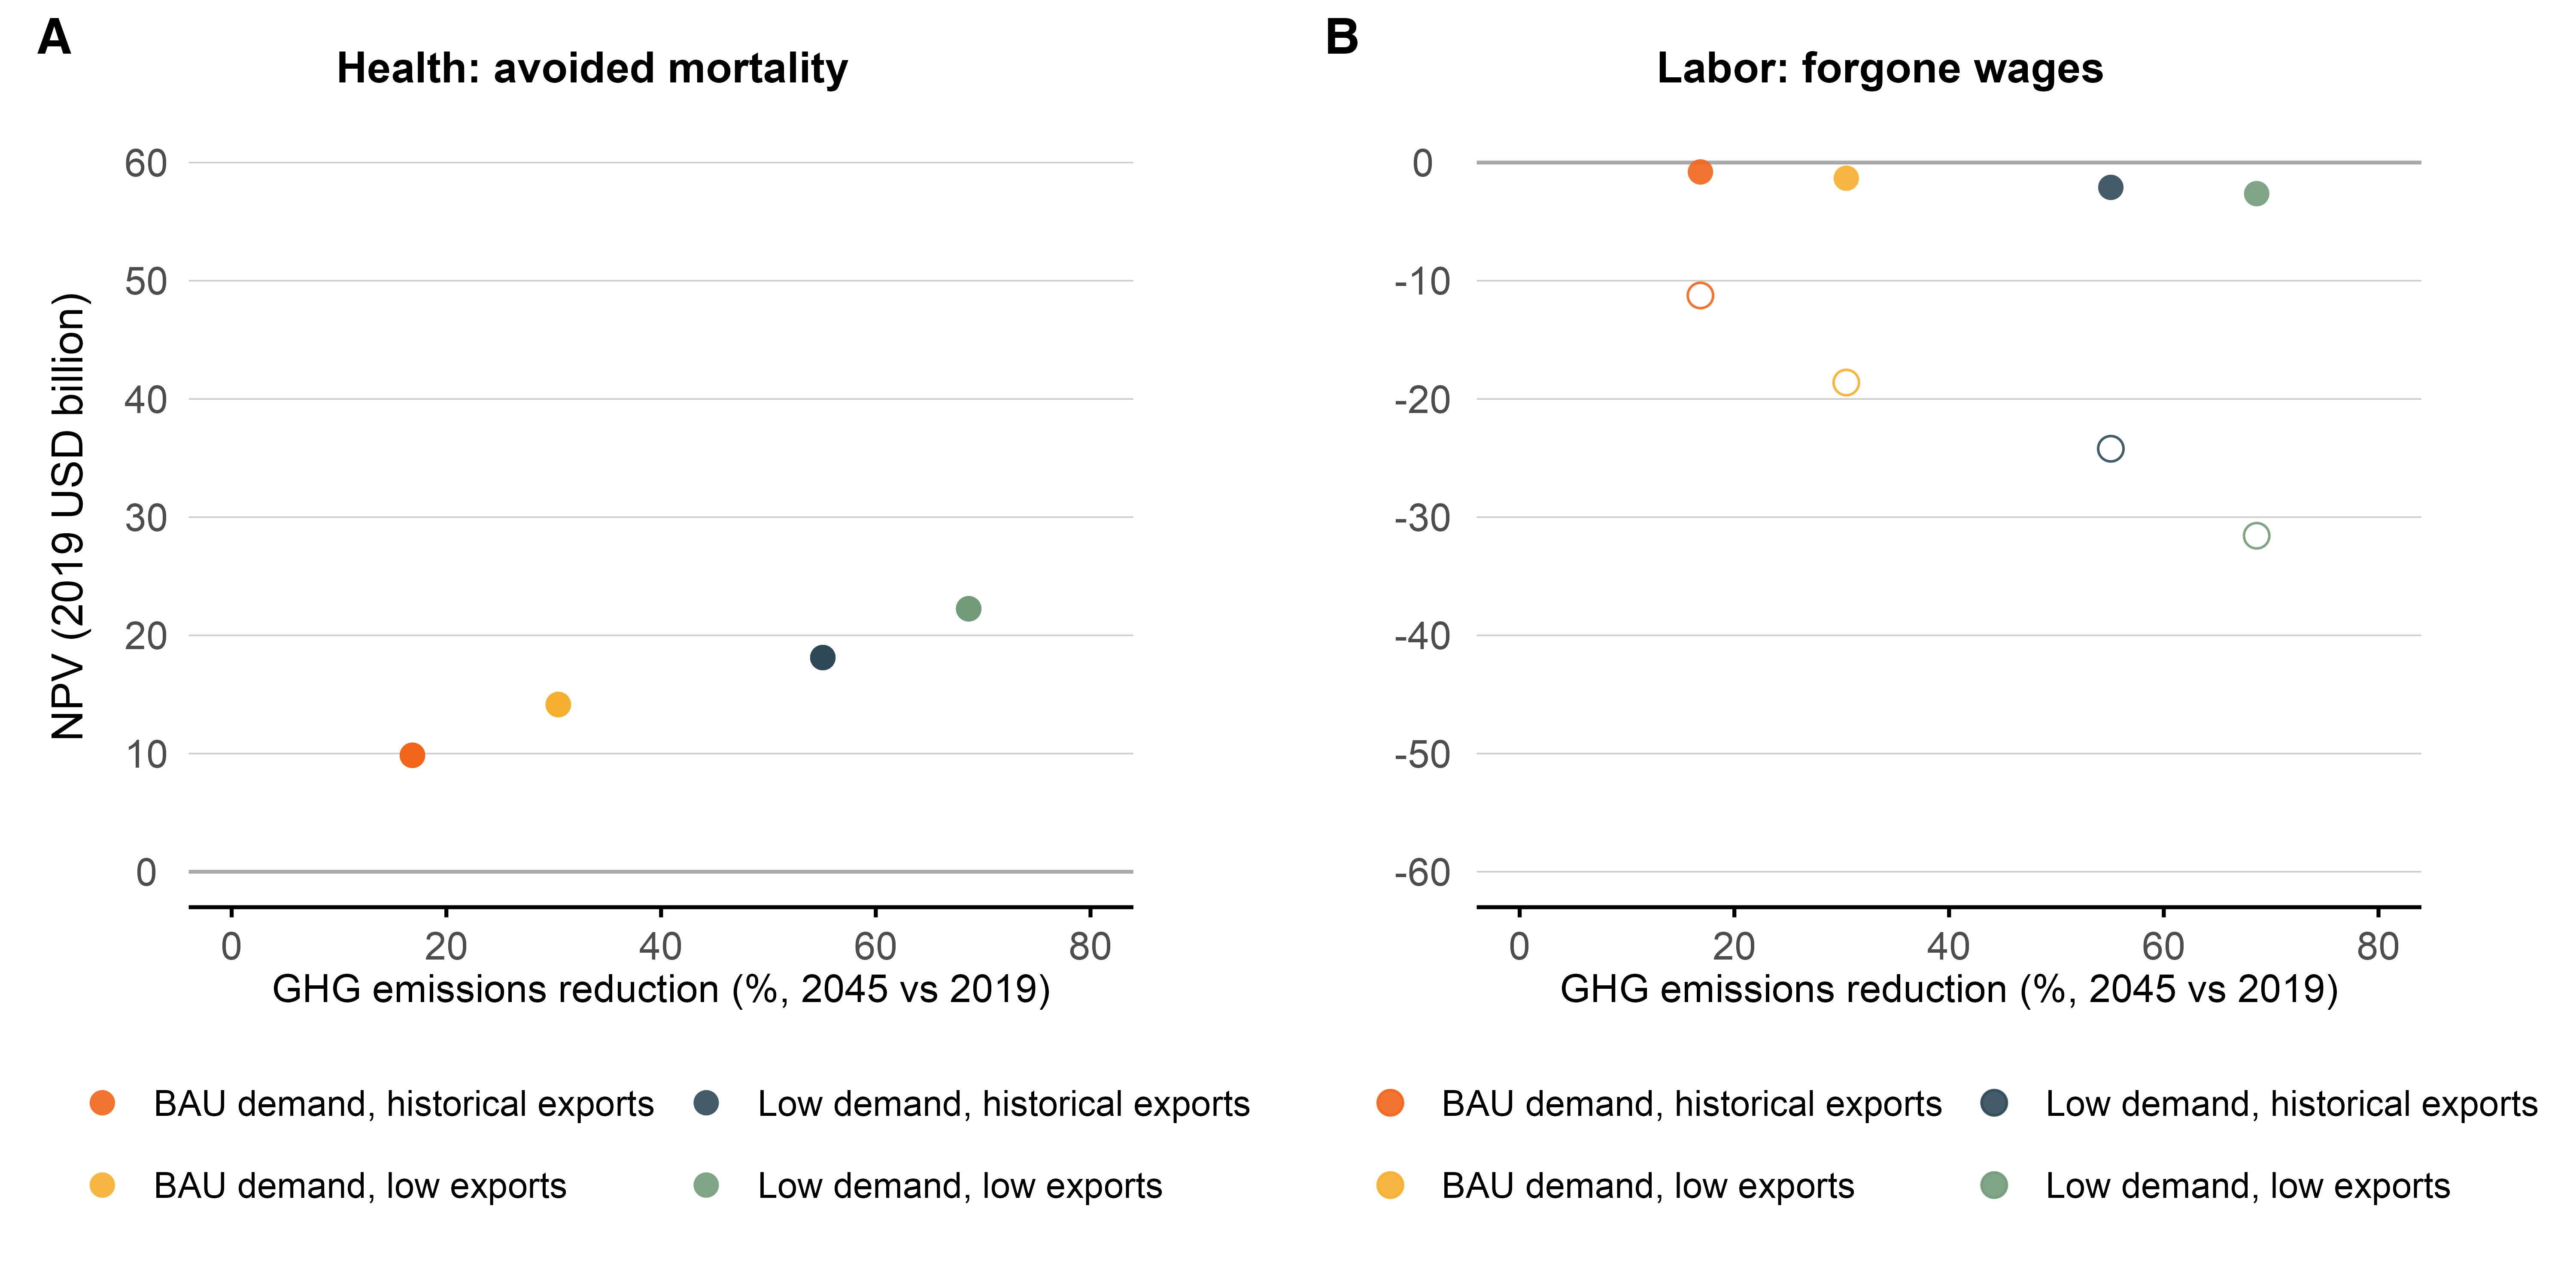 A
Health: avoided mortality
NPV (2019 USD billion)
60
50
40
30
20
10
0
0 20 40 60 80
GHG emissions reduction (%, 2045 vs 2019)
BAU demand, historical exports
Low demand, historical exports
BAU demand, low exports
Low demand, low exports
B
Labor: forgone wages
0
-10
-20
-30
-40
-50
-60
0 20 40 60 80
GHG emissions reduction (%, 2045 vs 2019)
BAU demand, historical exports
Low demand, historical exports
BAU demand, low exports
Low demand, low exports